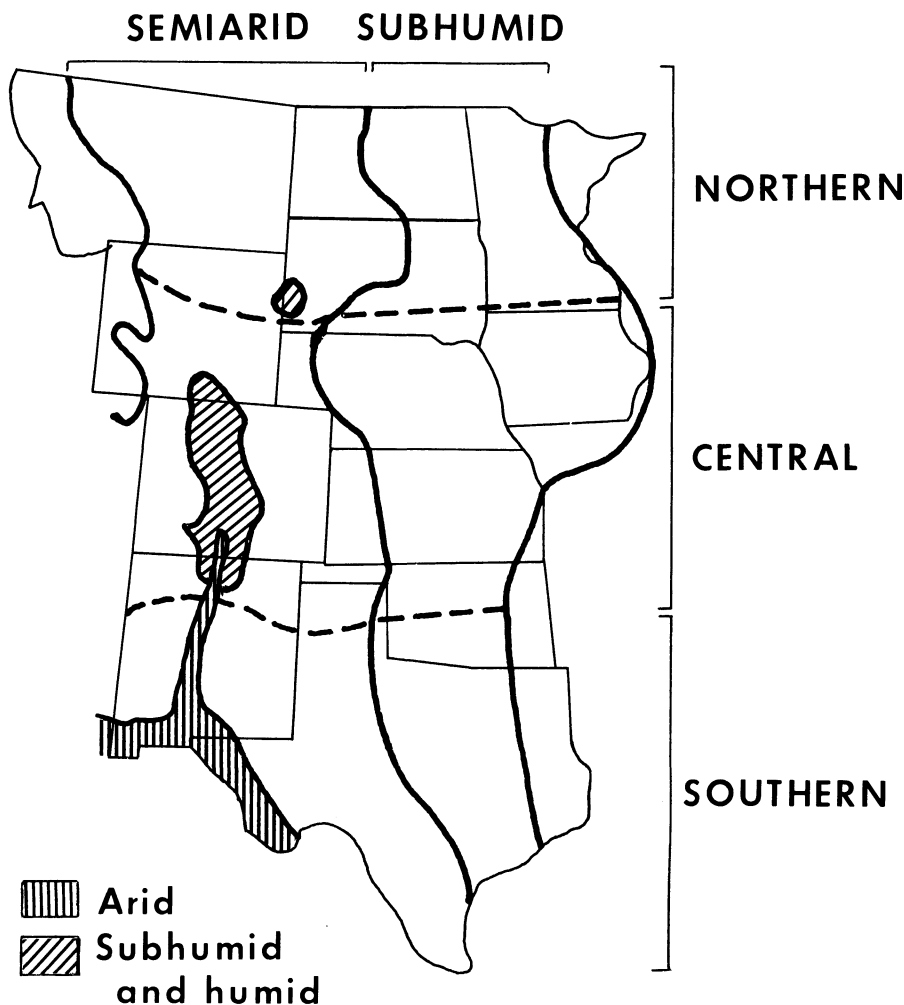 SEMIARID SUBHUMID
NORTHERN
CENTRAL
SOUTHERN
Arid
Subhumid
and humid